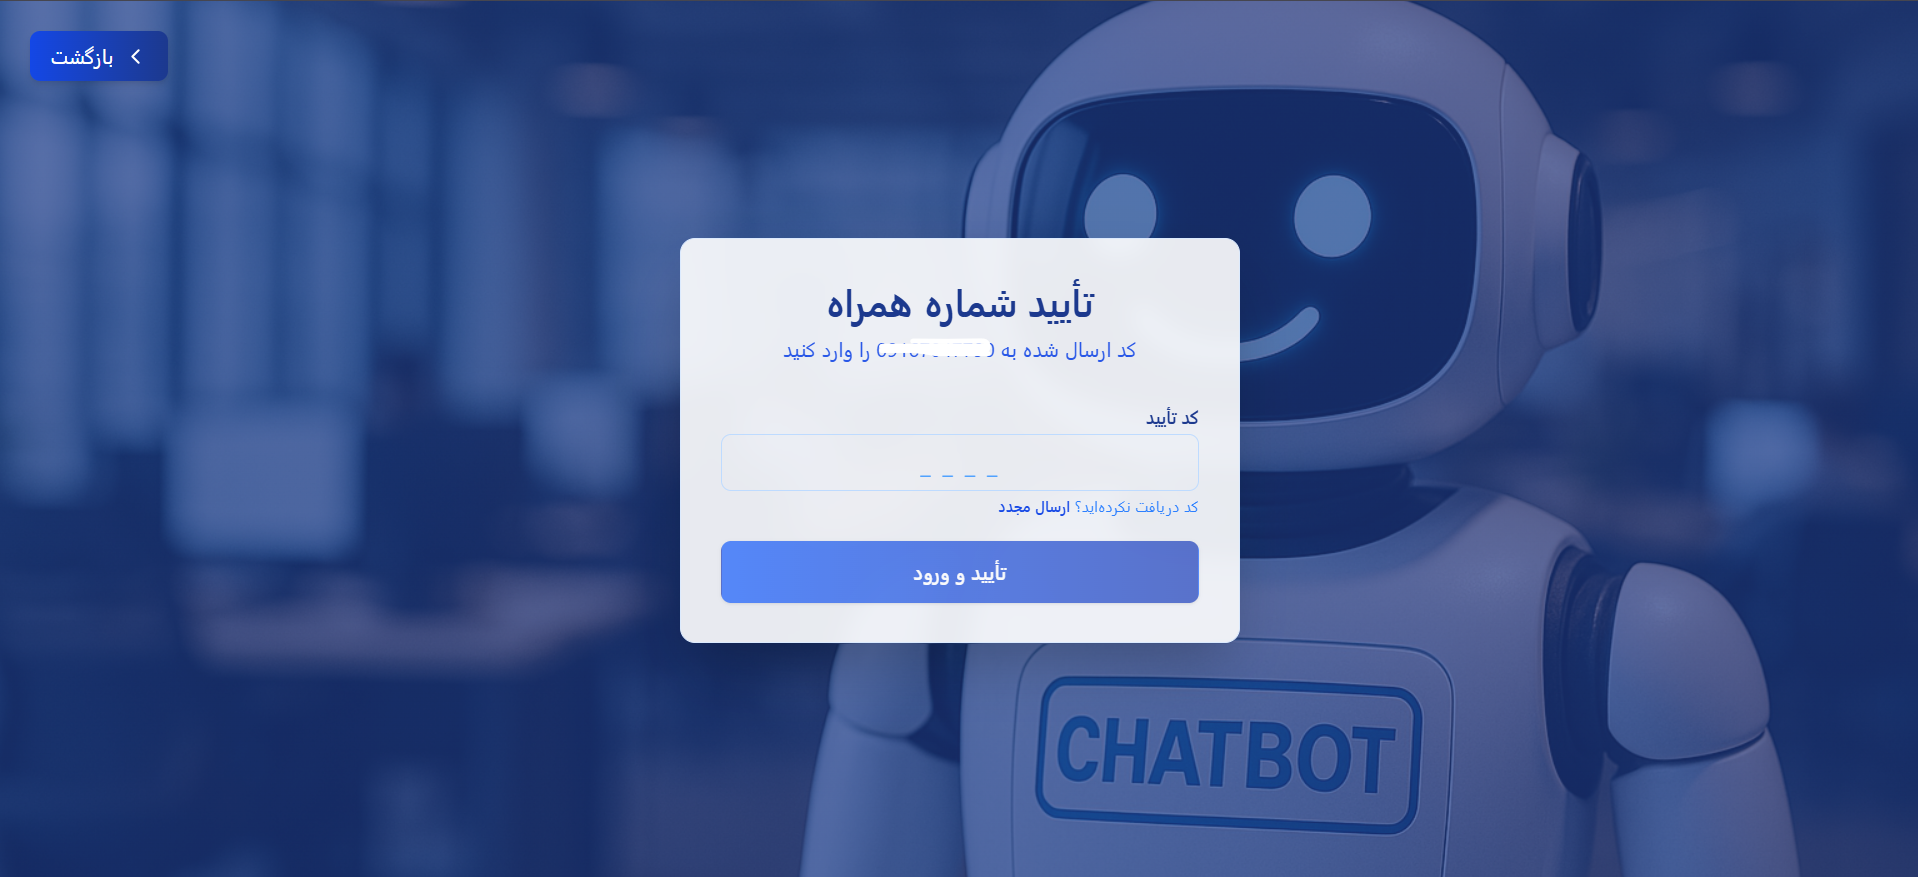 بازگشت
تأیید شماره همراه
کد ارسال شده به را وارد کنید
کد تأیید
_ _ _ _
کد دریافت نکرده‌اید؟ ارسال مجدد
تأیید و ورود
CHATBOT